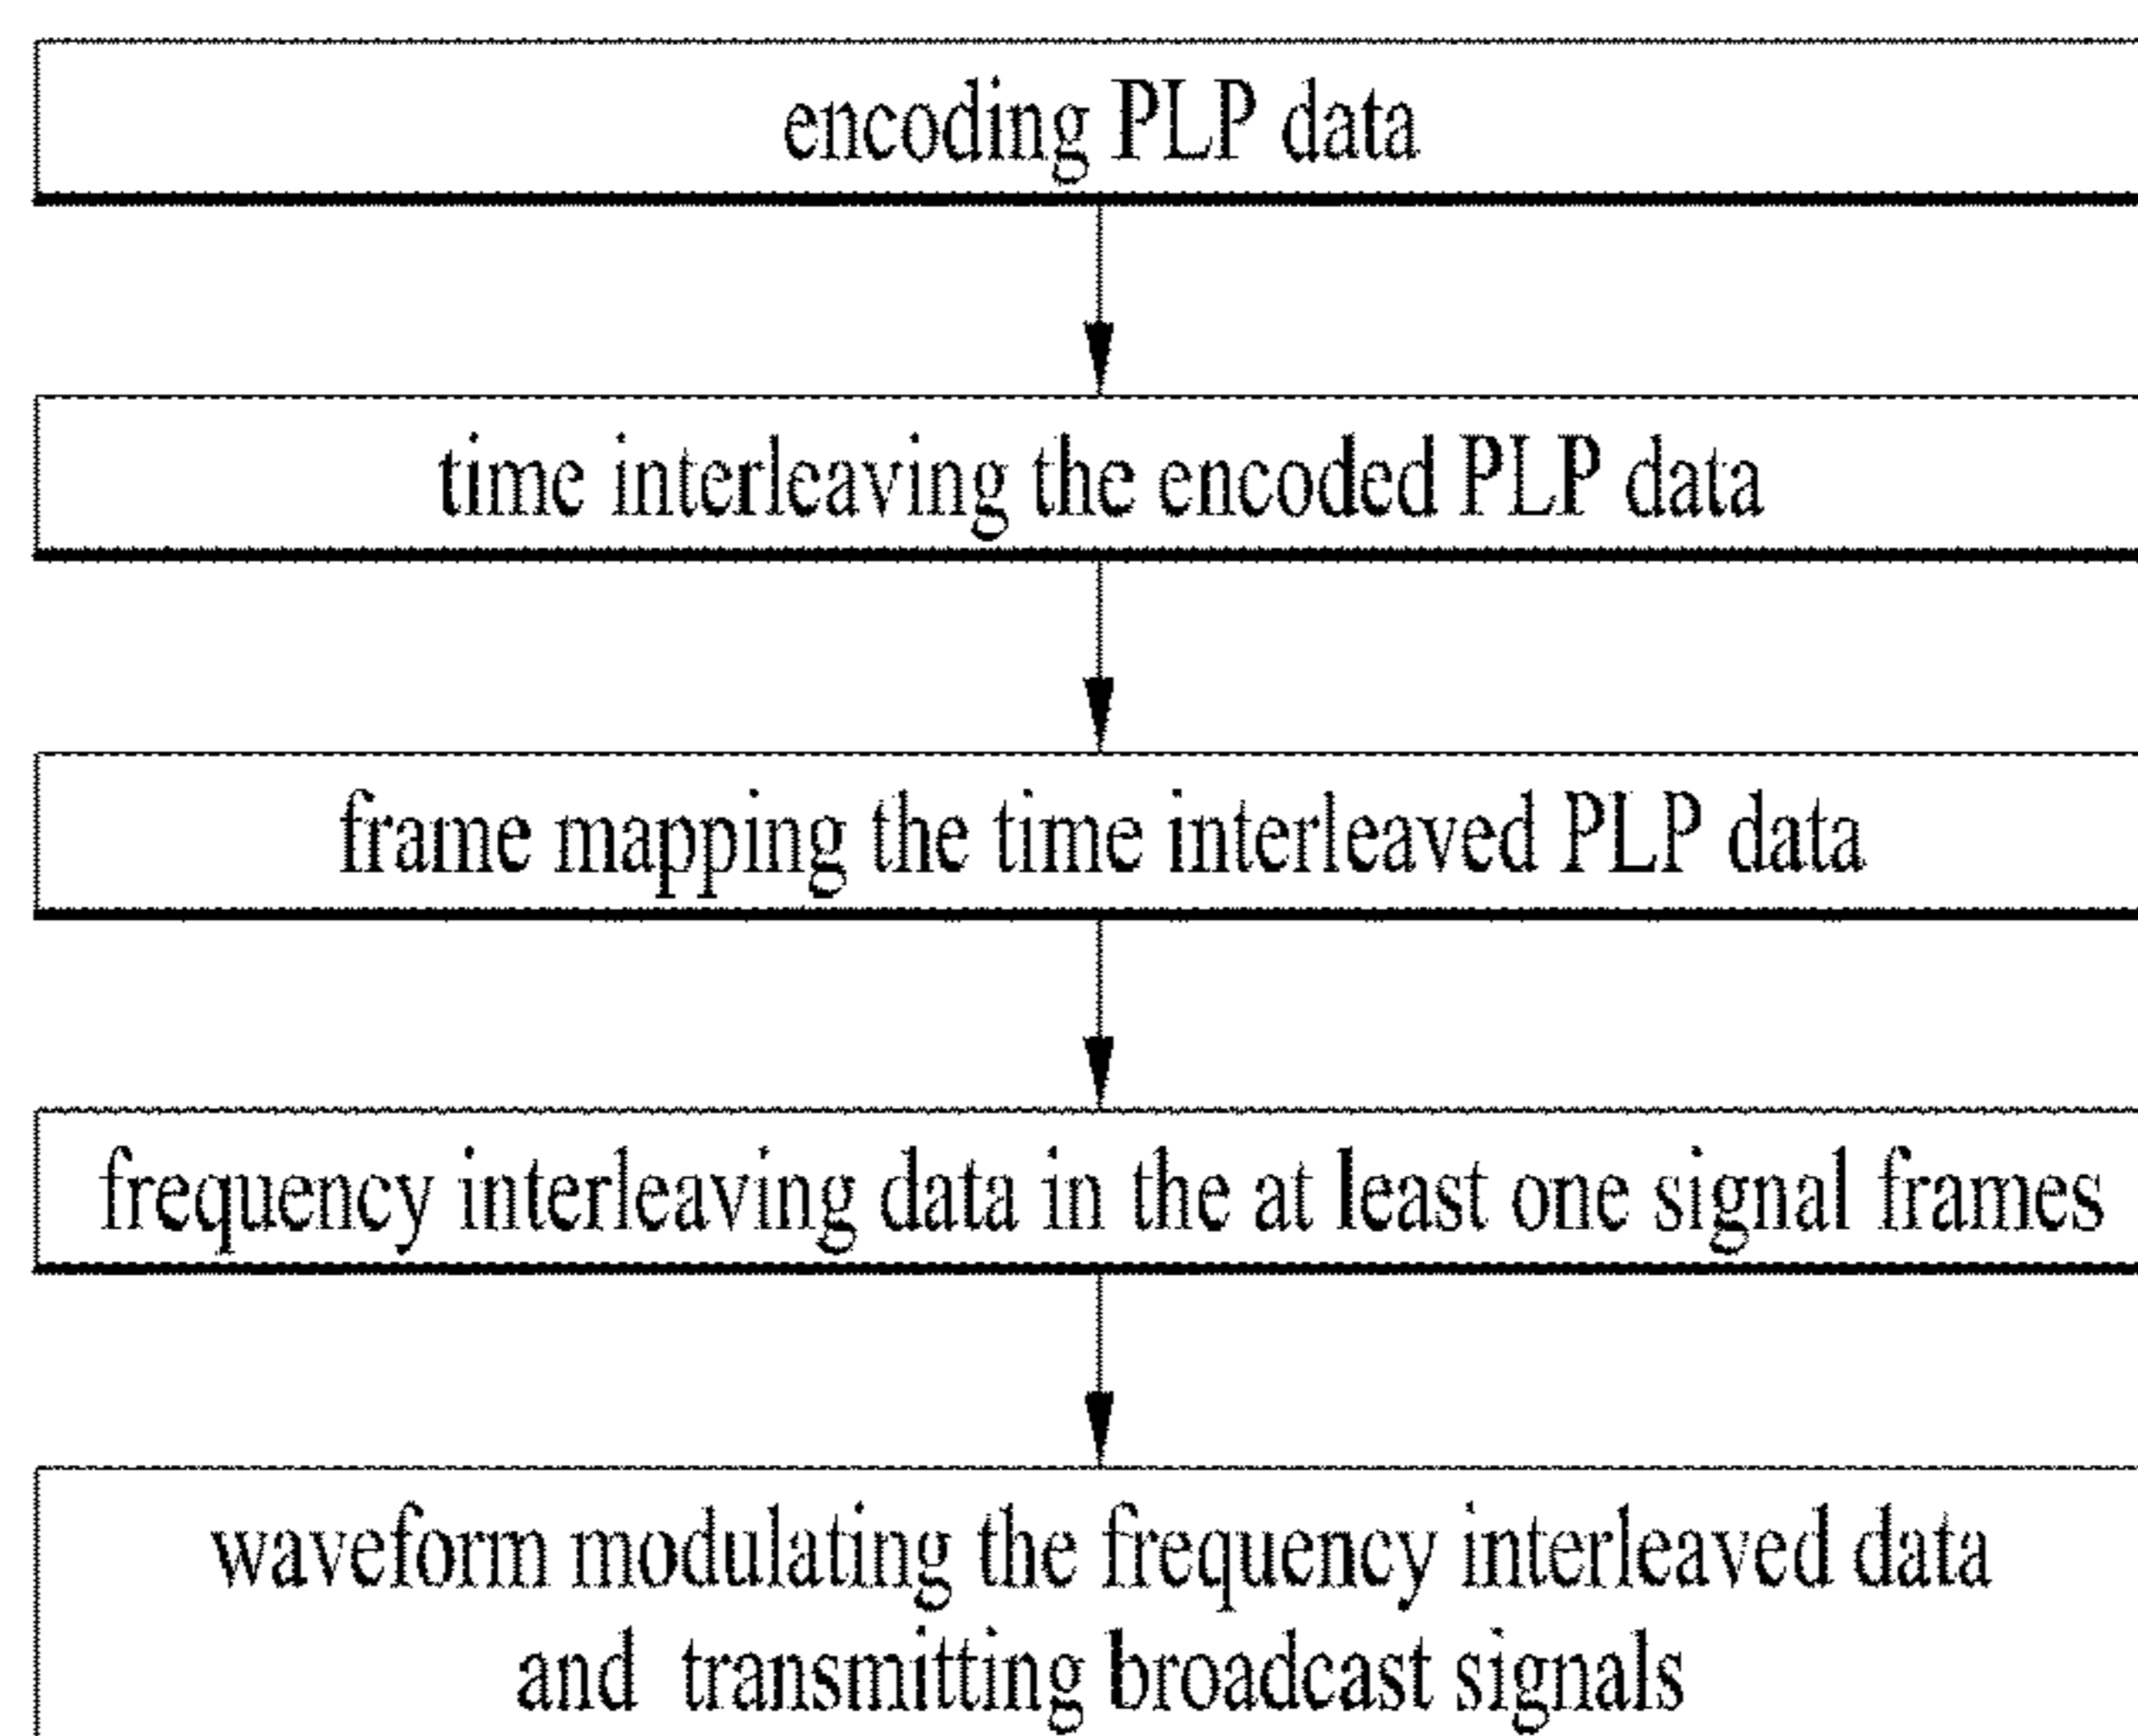 encoding PLP data
time interleaving the encoded PLP data
frame mapping the time interleaved PLP data
frequency interleaving data in the at least one signal frames
waveform modulating the frequency interleaved data
and transmitting broadcast signals